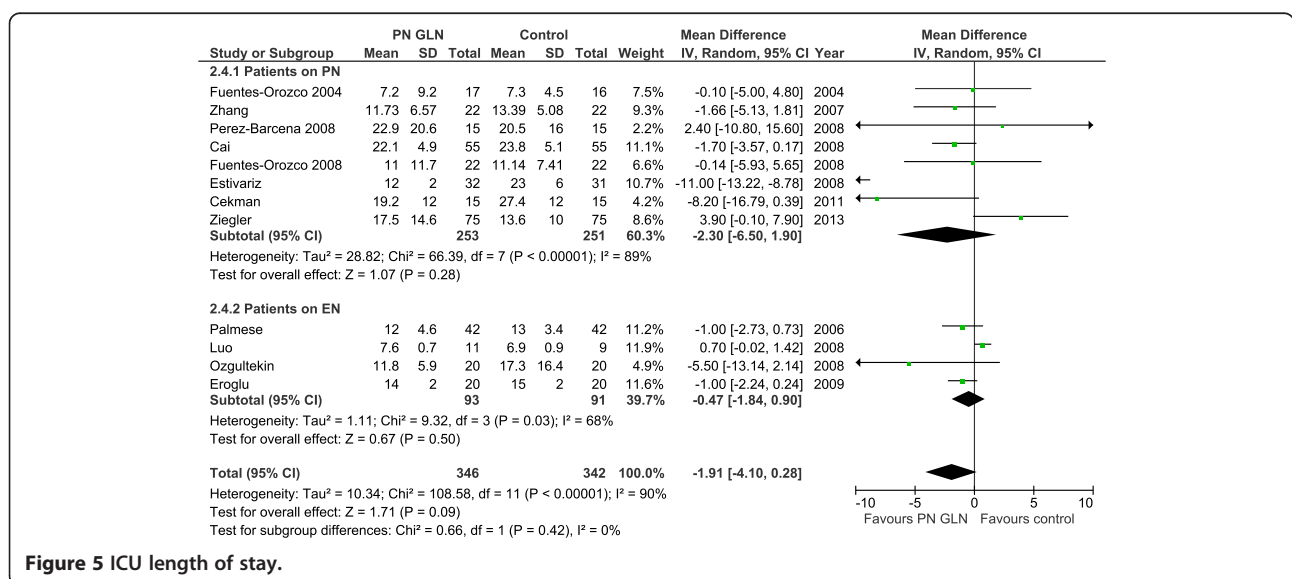 PN GLN Control Mean Difference Mean Difference
Study or Subgroup Mean SD Total Mean SD Total Weight IV, Random, 95% CI Year IV, Random, 95% CI
2.4.1 Patients on PN
Fuentes-Orozco 2004 7.2 9.2 17 7.3 4.5 16 7.5% -0.10 [-5.00, 4.80] 2004
Zhang 11.73 6.57 22 13.39 5.08 22 9.3% -1.66 [-5.13, 1.81] 2007
Perez-Barcena 2008 22.9 20.6 15 20.5 16 15 2.2% 2.40 [-10.80, 15.60] 2008
Cai 22.1 4.9 55 23.8 5.1 55 11.1% -1.70 [-3.57, 0.17] 2008
Fuentes-Orozco 2008 11 11.7 22 11.14 7.41 22 6.6% -0.14 [-5.93, 5.65] 2008
Estivariz 12 2 32 23 6 31 10.7% -11.00 [-13.22, -8.78] 2008
Cekman 19.2 12 15 27.4 12 15 4.2% -8.20 [-16.79, 0.39] 2011
Ziegler 17.5 14.6 75 13.6 10 75 8.6% 3.90 [-0.10, 7.90] 2013
Subtotal (95% CI) 253 251 60.3% -2.30 [-6.50, 1.90]
Heterogeneity: Tau² = 28.82; Chi² = 66.39, df = 7 (P < 0.00001); I² = 89%
Test for overall effect: Z = 1.07 (P = 0.28)
2.4.2 Patients on EN
Palmese 12 4.6 42 13 3.4 42 11.2% -1.00 [-2.73, 0.73] 2006
Luo 7.6 0.7 11 6.9 0.9 9 11.9% 0.70 [-0.02, 1.42] 2008
Ozgultekin 11.8 5.9 20 17.3 16.4 20 4.9% -5.50 [-13.14, 2.14] 2008
Eroglu 14 2 20 15 2 20 11.6% -1.00 [-2.24, 0.24] 2009
Subtotal (95% CI) 93 91 39.7% -0.47 [-1.84, 0.90]
Heterogeneity: Tau² = 1.11; Chi² = 9.32, df = 3 (P = 0.03); I² = 68%
Test for overall effect: Z = 0.67 (P = 0.50)
Total (95% CI) 346 342 100.0% -1.91 [-4.10, 0.28]
Heterogeneity: Tau² = 10.34; Chi² = 108.58, df = 11 (P < 0.00001); I² = 90%
Test for overall effect: Z = 1.71 (P = 0.09)
Test for subgroup differences: Chi² = 0.66, df = 1 (P = 0.42), I² = 0%
-10 -5 0 5 10
Favours PN GLN Favours control
Figure 5 ICU length of stay.